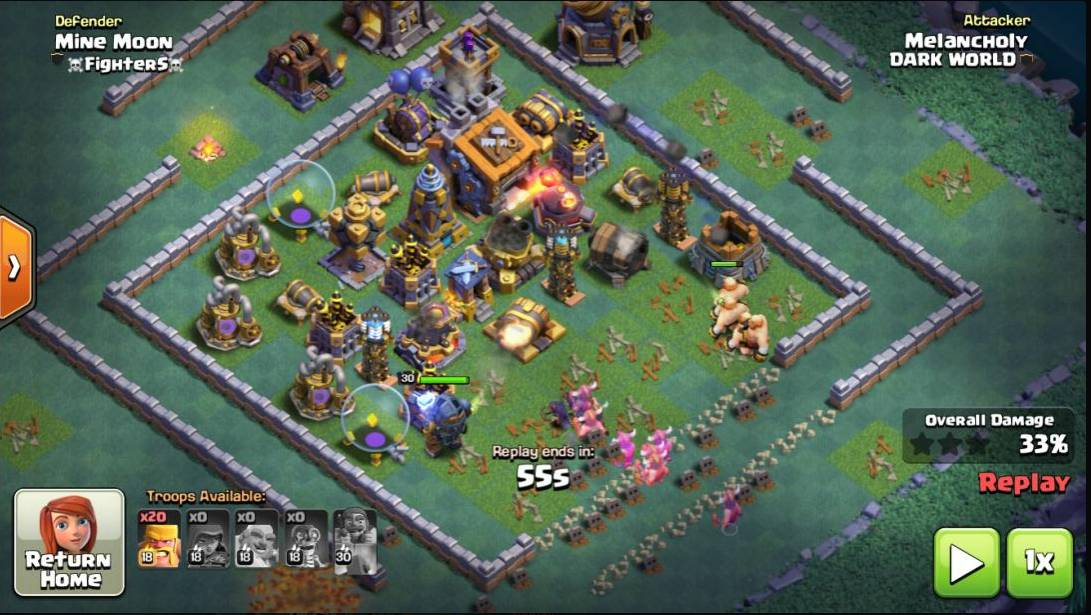 Defender
Mine Moon
☠FighterS☠
Attacker
Melancholy
DARK WORLD
30
Replay ends in:
55s
Overall Damage
33%
Replay
Troops Available:
x20
x0
x0
x0
18
18
18
18
30
Return
Home
1x